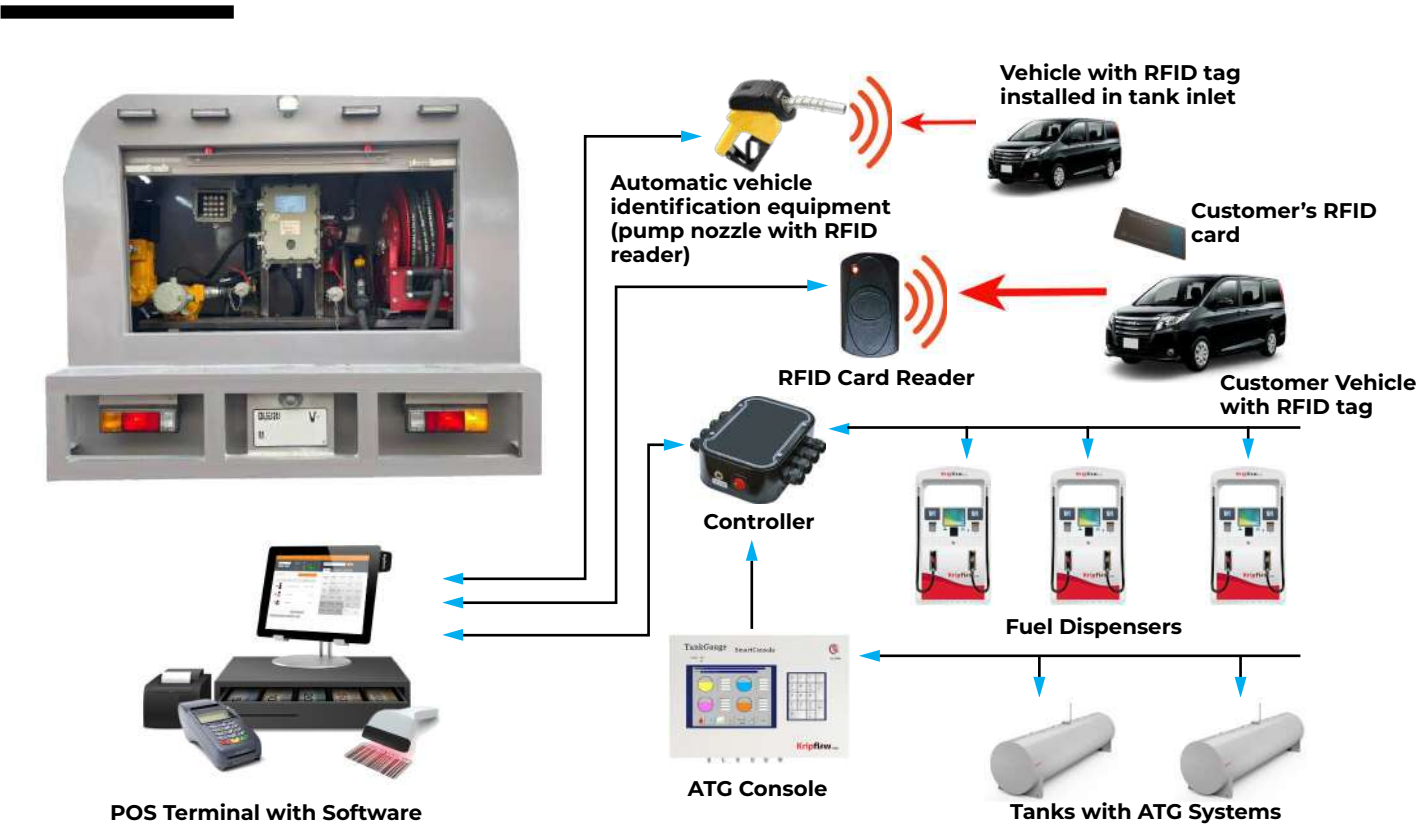 Vehicle with RFID tag
installed in tank inlet
Automatic vehicle
identification equipment
(pump nozzle with RFID
reader)
Customer's RFID
card
RFID Card Reader
Customer Vehicle
with RFID tag
Controller
Fuel Dispensers
TankGauge SmartConsole
Kripflow
ATG Console
POS Terminal with Software
Tanks with ATG Systems